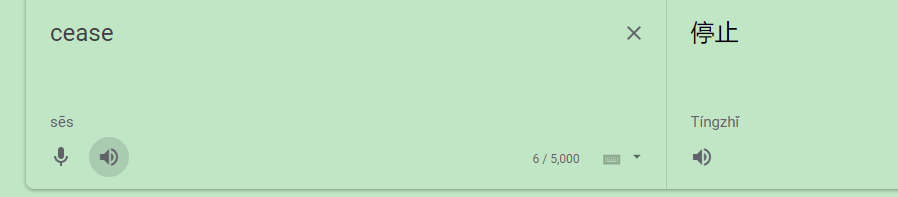 cease
停止
sēs
Tíngzhǐ
6 / 5,000